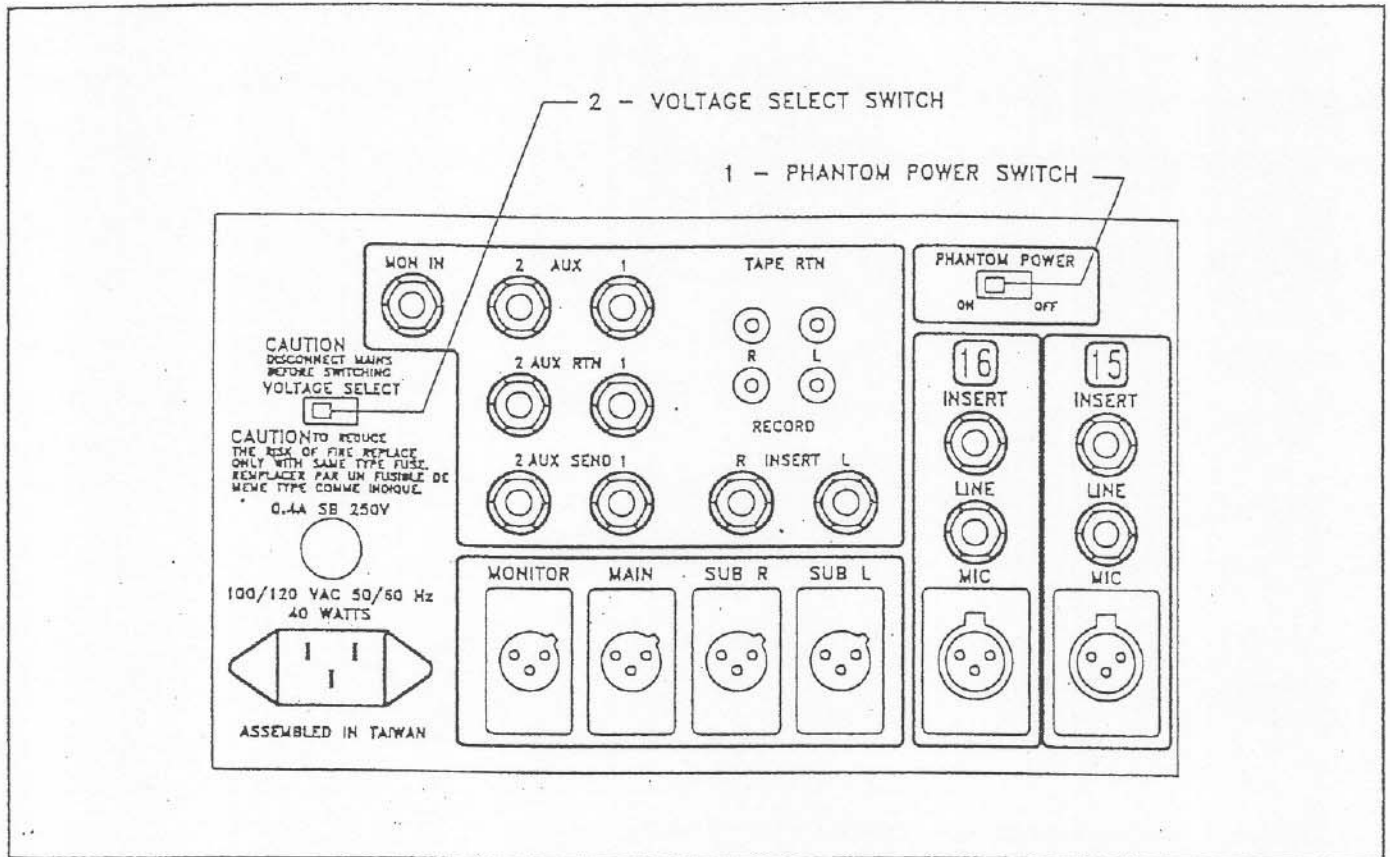 2 - VOLTAGE SELECT SWITCH
1 - PHANTOM POWER SWITCH
MON IN
2 AUX 1
TAPE RTN
PHANTOM POWER
ON OFF
CAUTION
DISCONNECT MAINS
BEFORE SWITCHING
VOLTAGE SELECT
2 AUX RTN 1
R L
RECORD
16
15
INSERT
INSERT
CAUTION TO REDUCE
THE RISK OF FIRE REPLACE
ONLY WITH SAME TYPE FUSE.
REMPLACER PAR UN FUSIBLE DE
MEME TYPE COMME INDIQUE.
0.4A SB 250V
2 AUX SEND 1
R INSERT L
LINE
LINE
MIC
MIC
MONITOR
MAIN
SUB R
SUB L
100/120 VAC 50/60 Hz
40 WATTS
ASSEMBLED IN TAIWAN